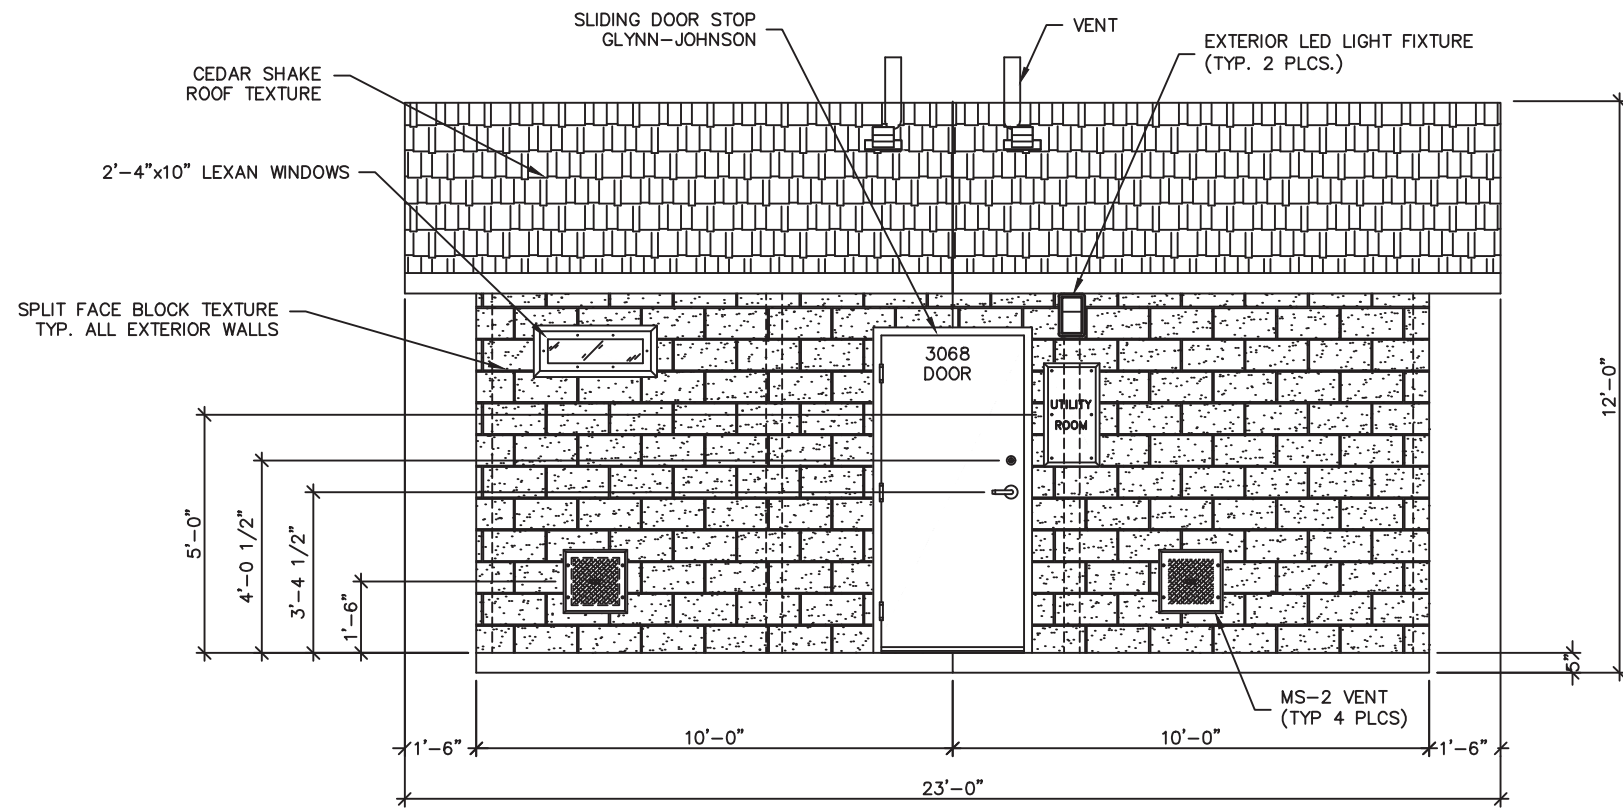 SLIDING DOOR STOP
GLYNN-JOHNSON
VENT
EXTERIOR LED LIGHT FIXTURE
(TYP. 2 PLCS.)
CEDAR SHAKE
ROOF TEXTURE
2'-4"x10" LEXAN WINDOWS
SPLIT FACE BLOCK TEXTURE
TYP. ALL EXTERIOR WALLS
3068
DOOR
UTILITY
ROOM
12'-0"
5'-0"
4'-0 1/2"
3'-4 1/2"
1'-6"
5"
MS-2 VENT
(TYP 4 PLCS)
1'-6"
10'-0"
10'-0"
1'-6"
23'-0"